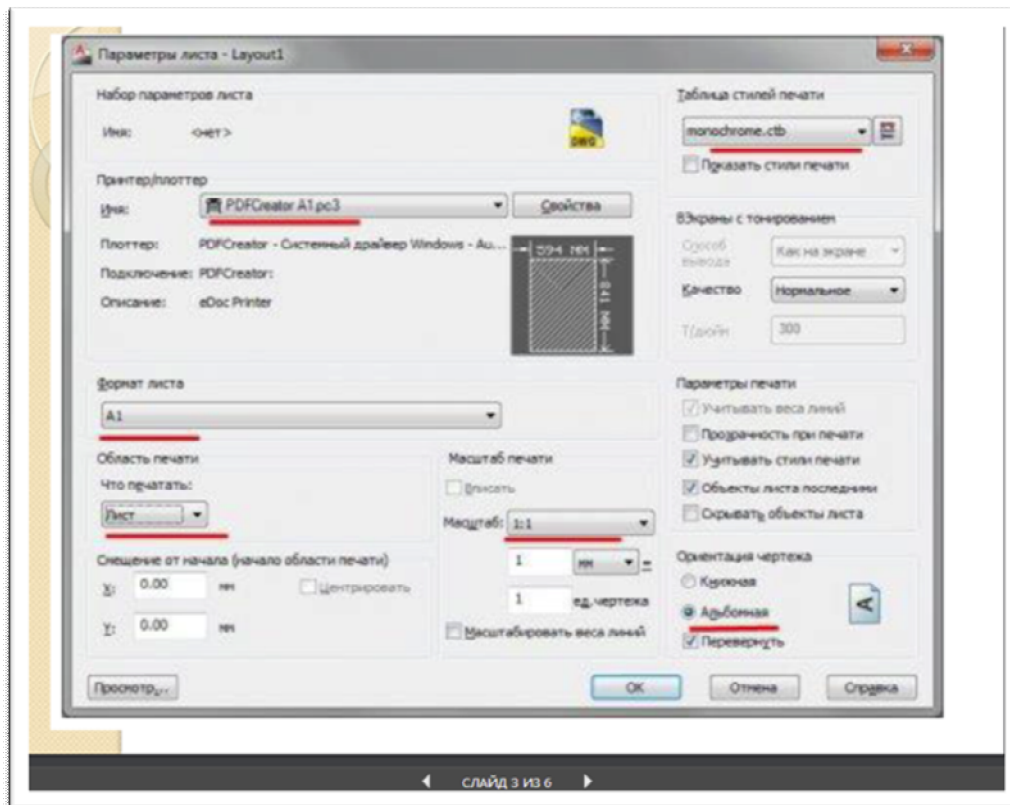 Параметры листа - Layout1
Набор параметров листа
Имя: <нет>
DWG
Принтер/плоттер
Имя: PDFCreator A1.pc3 Свойства
Плоттер: PDFCreator - Системный драйвер Windows - Au...
Подключение: PDFCreator:
Описание: eDoc Printer
594 MM
841 MM
Формат листа
A1
Область печати
Что печатать:
Лист
Масштаб печати
Вписать
Масштаб: 1:1
1 мм =
1 ед.чертежа
Масштабировать веса линий
Смещение от начала (начало области печати)
X: 0.00 мм Центрировать
Y: 0.00 мм
Таблица стилей печати
monochrome.ctb
Показать стили печати
ВЭкраны с тонированием
Способ вывода Как на экране
Качество Нормальное
Т/дюйм 300
Параметры печати
Учитывать веса линий
Прозрачность при печати
Учитывать стили печати
Объекты листа последними
Скрывать объекты листа
Ориентация чертежа
Книжная
Альбомная
Перевернуть
A
Просмотр...
ОК Отмена Справка
СЛАЙД 3 ИЗ 6